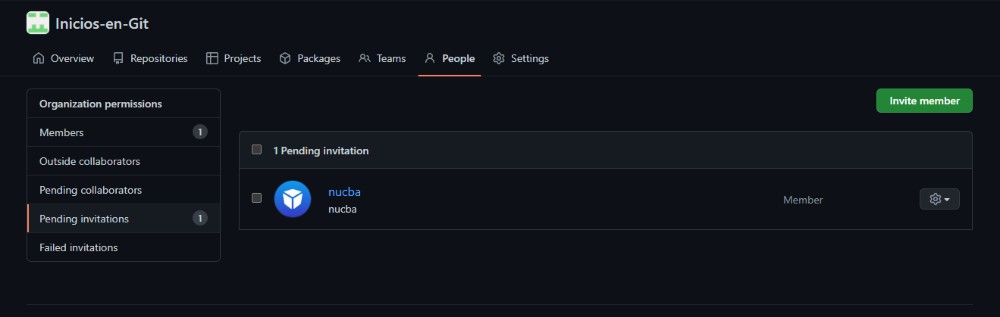 Inicios-en-Git
Overview Repositories Projects Packages Teams People Settings
Organization permissions
Members 1
Outside collaborators
Pending collaborators
Pending invitations 1
Failed invitations
Invite member
1 Pending invitation
nucba
nucba
Member